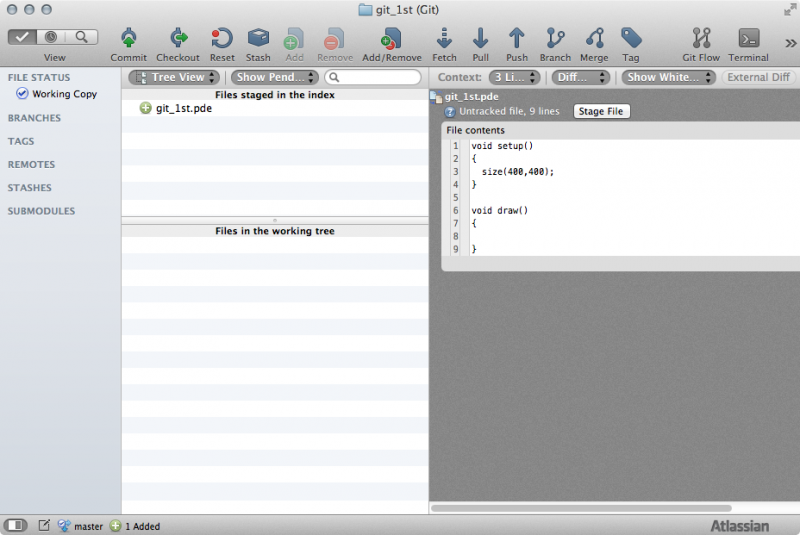 git_1st (Git)
View
Commit
Checkout
Reset
Stash
Add
Remove
Add/Remove
Fetch
Pull
Push
Branch
Merge
Tag
Git Flow
Terminal
FILE STATUS
Working Copy
BRANCHES
TAGS
REMOTES
STASHES
SUBMODULES
Tree View
Show Pend...
Files staged in the index
git_1st.pde
Files in the working tree
Context:
3 Li...
Diff...
Show White...
External Diff
git_1st.pde
Untracked file, 9 lines
Stage File
File contents
1 void setup()
2 {
3 size(400,400);
4 }
5
6 void draw()
7 {
8
9 }
master
1 Added
Atlassian